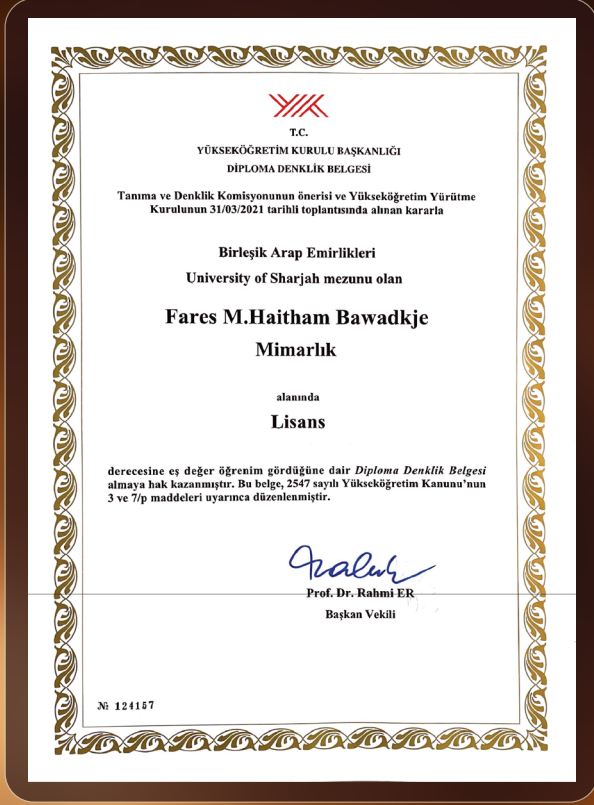 T.C.
YÜKSEKÖĞRETİM KURULU BAŞKANLIĞI
DİPLOMA DENKLİK BELGESİ
Tanıma ve Denklik Komisyonunun önerisi ve Yükseköğretim Yürütme
Kurulunun 31/03/2021 tarihli toplantısında alınan kararla
Birleşik Arap Emirlikleri
University of Sharjah mezunu olan
Fares M.Haitham Bawadkje
Mimarlık
alanında
Lisans
derecesine eş değer öğrenim gördüğüne dair Diploma Denklik Belgesi
almaya hak kazanmıştır. Bu belge, 2547 sayılı Yükseköğretim Kanunu'nun
3 ve 7/p maddeleri uyarınca düzenlenmiştir.
Prof. Dr. Rahmi ER
Başkan Vekili
№ 124157